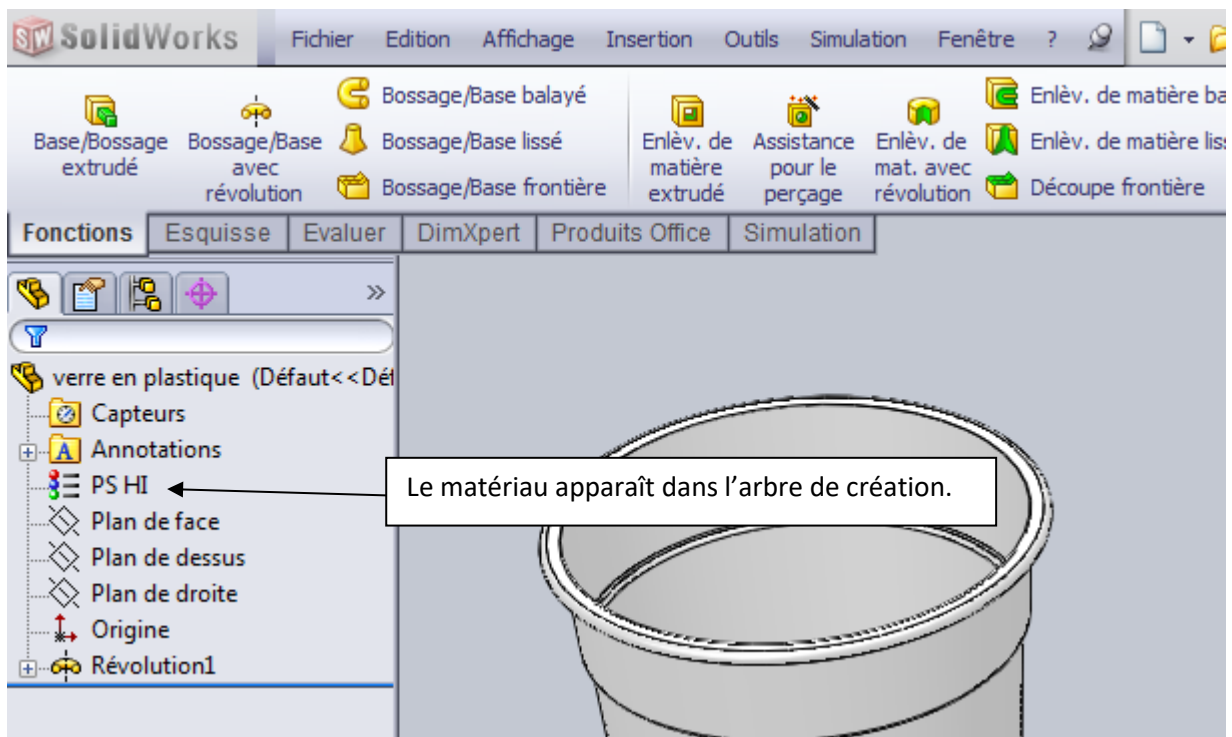 SolidWorks Fichier Edition Affichage Insertion Outils Simulation Fenêtre ?
Base/Bossage
extrudé
Bossage/Base
avec
révolution
Bossage/Base balayé
Bossage/Base lissé
Bossage/Base frontière
Enlèv. de
matière
extrudé
Assistance
pour le
perçage
Enlèv. de
mat. avec
révolution
Enlèv. de matière ba
Enlèv. de matière liss
Découpe frontière
Fonctions Esquisse Evaluer DimXpert Produits Office Simulation
»
verre en plastique (Défaut<<Déf
Capteurs
Annotations
PS HI
Plan de face
Plan de dessus
Plan de droite
Origine
Révolution1
Le matériau apparaît dans l’arbre de création.